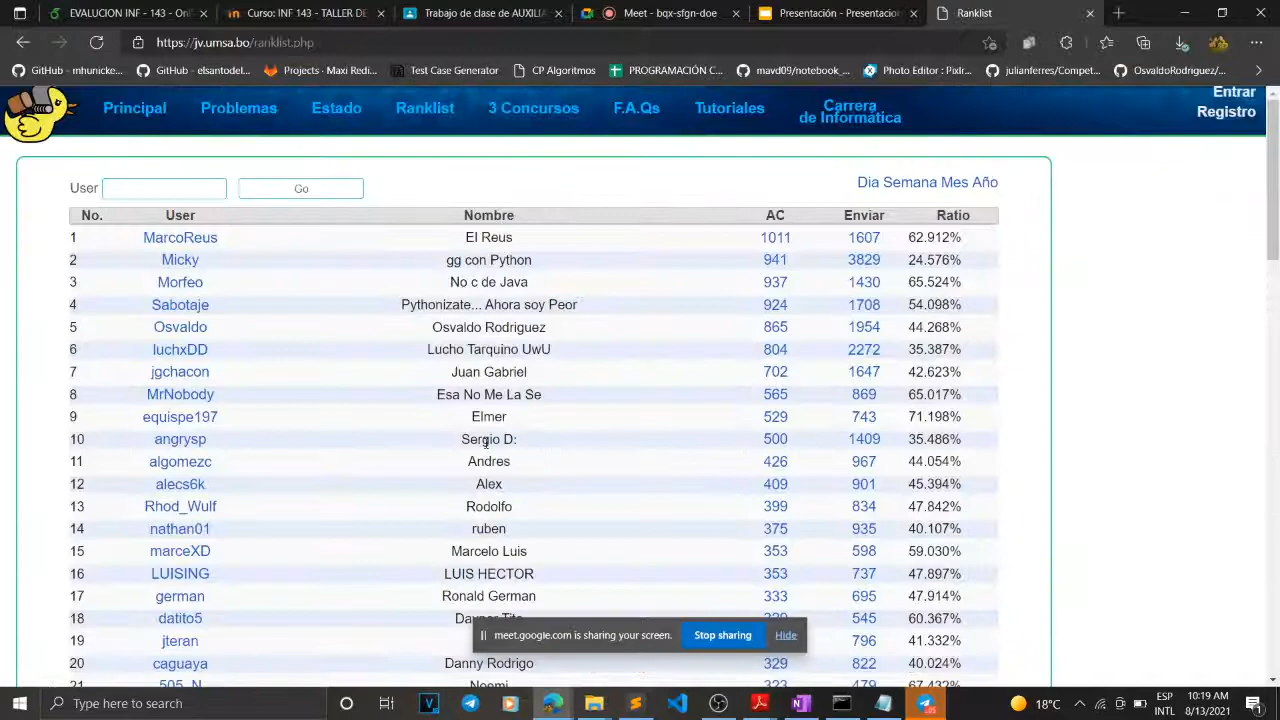 EVALUCION INF - 143 - Onl
Curso: INF 143 - TALLER DE
Trabajo de clase de AUXILIA
Meet - bqx-sfgn-doe
Presentación - Presentacion
Ranklist
https://jv.umsa.bo/ranklist.php
GitHub - mhunicke...
GitHub - elsantodel...
Projects · Maxi Redi...
Test Case Generator
CP Algoritmos
PROGRAMACIÓN C...
mavd09/notebook_...
Photo Editor : Pixlr...
julianferres/Compet...
OsvaldoRodriguez/...
Principal
Problemas
Estado
Ranklist
3 Concursos
F.A.Qs
Tutoriales
Carrera
de Informática
Entrar
Registro
User
Go
Dia Semana Mes Año
No. User Nombre AC Enviar Ratio
1 MarcoReus El Reus 1011 1607 62.912%
2 Micky gg con Python 941 3829 24.576%
3 Morfeo No c de Java 937 1430 65.524%
4 Sabotaje Pythonizate... Ahora soy Peor 924 1708 54.098%
5 Osvaldo Osvaldo Rodriguez 865 1954 44.268%
6 luchxDD Lucho Tarquino UwU 804 2272 35.387%
7 jgchacon Juan Gabriel 702 1647 42.623%
8 MrNobody Esa No Me La Se 565 869 65.017%
9 equispe197 Elmer 529 743 71.198%
10 angrysp Sergio D: 500 1409 35.486%
11 algomezc Andres 426 967 44.054%
12 alecs6k Alex 409 901 45.394%
13 Rhod_Wulf Rodolfo 399 834 47.842%
14 nathan01 ruben 375 935 40.107%
15 marceXD Marcelo Luis 353 598 59.030%
16 LUISING LUIS HECTOR 353 737 47.897%
17 german Ronald German 333 695 47.914%
18 datito5 545 60.367%
19 jteran 796 41.332%
20 caguaya Danny Rodrigo 329 822 40.024%
21 505_N Noemi 323 479 67.432%
meet.google.com is sharing your screen.
Stop sharing
Hide
Type here to search
18°C
ESP
INTL
10:19 AM
8/13/2021